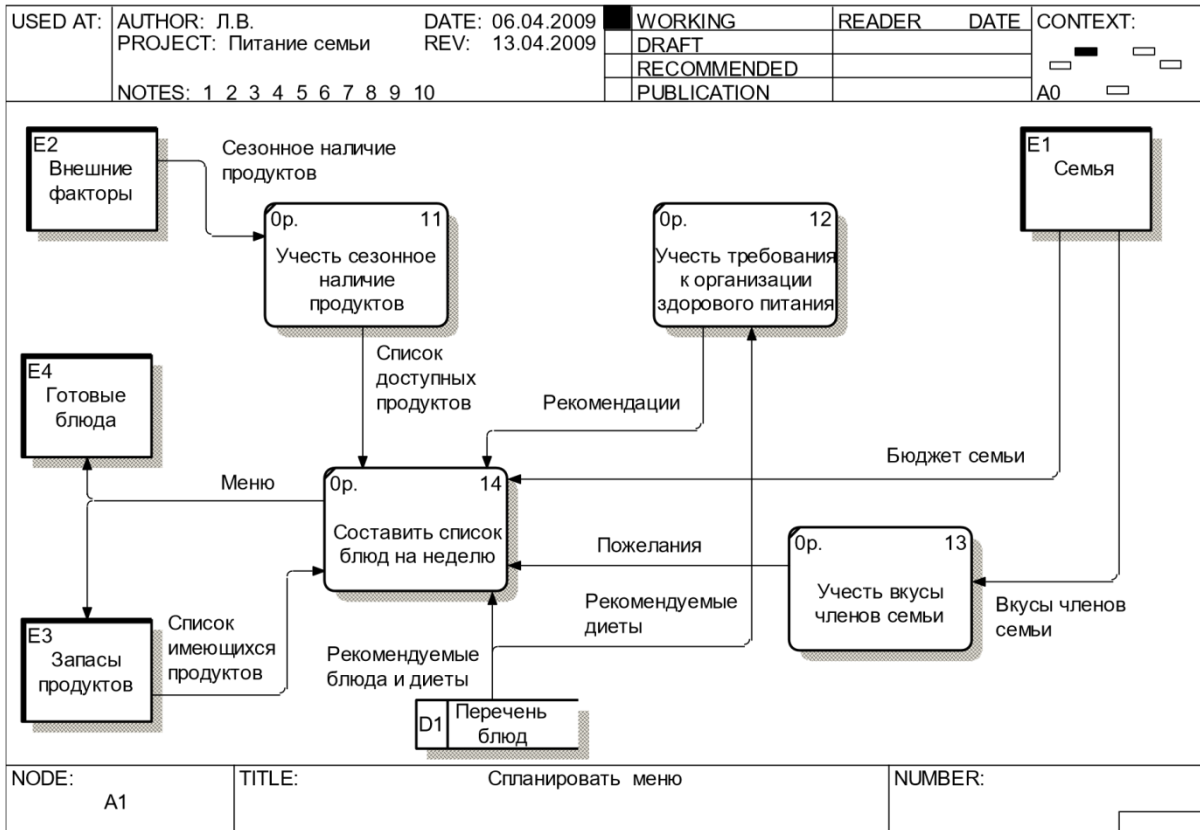 USED AT:
AUTHOR: Л.В.
DATE: 06.04.2009
PROJECT: Питание семьи
REV: 13.04.2009
NOTES: 1 2 3 4 5 6 7 8 9 10
WORKING
DRAFT
RECOMMENDED
PUBLICATION
READER
DATE
CONTEXT:
A0
E2
Внешние
факторы
Сезонное наличие
продуктов
0р.
11
Учесть сезонное
наличие
продуктов
0р.
12
Учесть требования
к организации
здорового питания
E1
Семья
E4
Готовые
блюда
Список
доступных
продуктов
Рекомендации
Бюджет семьи
Меню
0р.
14
Составить список
блюд на неделю
Пожелания
0р.
13
Учесть вкусы
членов семьи
Вкусы членов
семьи
E3
Запасы
продуктов
Список
имеющихся
продуктов
Рекомендуемые
диеты
Рекомендуемые
блюда и диеты
D1
Перечень
блюд
NODE:
A1
TITLE:
Сппанировать меню
NUMBER: